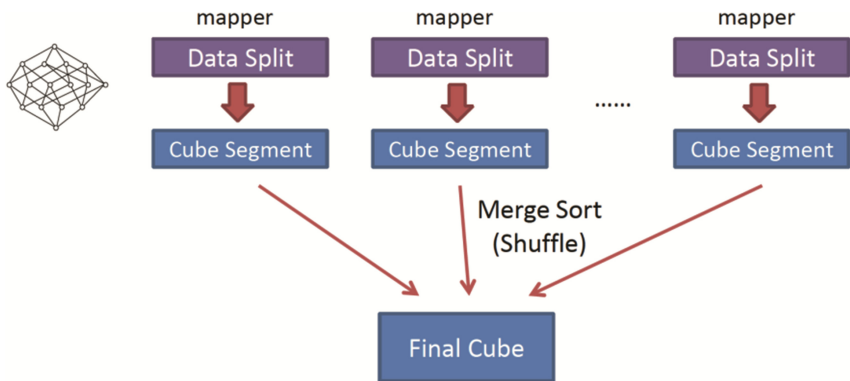 mapper
mapper
mapper
Data Split
Data Split
Data Split
......
Cube Segment
Cube Segment
Cube Segment
Merge Sort
(Shuffle)
Final Cube